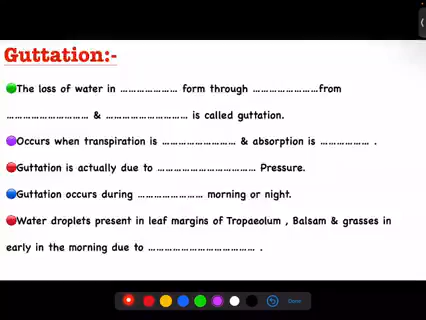 Guttation:-
The loss of water in ………………… form through ……………………from
………………………… & ………………………… is called guttation.
Occurs when transpiration is ……………………… & absorption is ……………… .
Guttation is actually due to ……………………………… Pressure.
Guttation occurs during …………………… morning or night.
Water droplets present in leaf margins of Tropaeolum , Balsam & grasses in
early in the morning due to ………………………………… .
Done